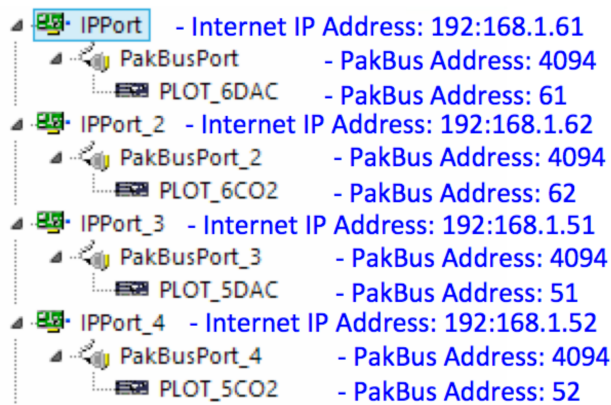 IPPort - Internet IP Address: 192:168.1.61
PakBusPort - PakBus Address: 4094
PLOT_6DAC - PakBus Address: 61
IPPort_2 - Internet IP Address: 192:168.1.62
PakBusPort_2 - PakBus Address: 4094
PLOT_6CO2 - PakBus Address: 62
IPPort_3 - Internet IP Address: 192:168.1.51
PakBusPort_3 - PakBus Address: 4094
PLOT_5DAC - PakBus Address: 51
IPPort_4 - Internet IP Address: 192:168.1.52
PakBusPort_4 - PakBus Address: 4094
PLOT_5CO2 - PakBus Address: 52